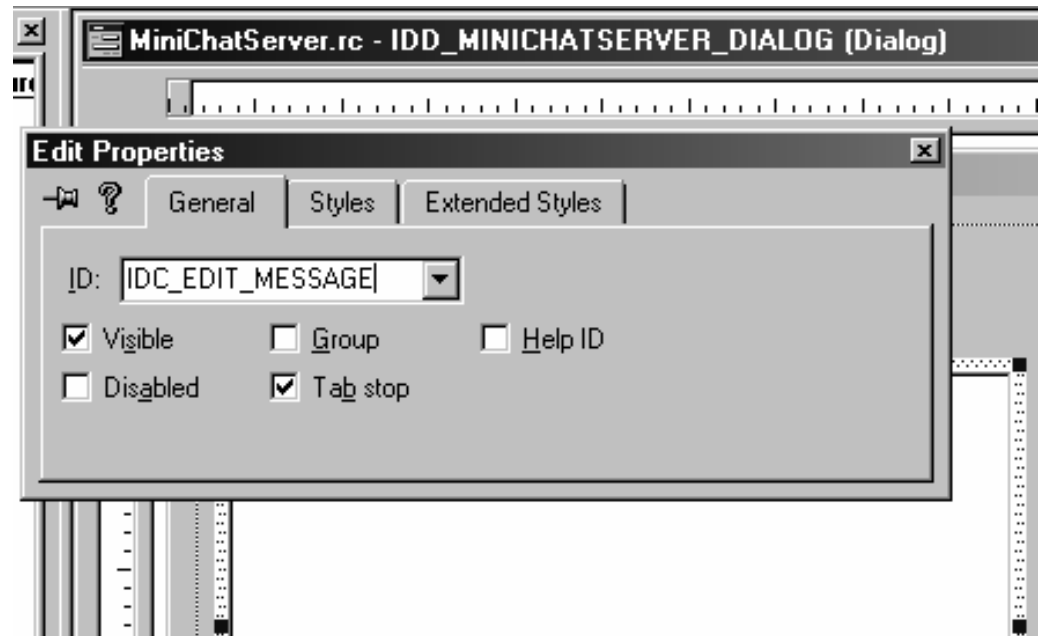 MiniChatServer.rc - IDD_MINICHATSERVER_DIALOG (Dialog)
Edit Properties
General Styles Extended Styles
ID: IDC_EDIT_MESSAGE
Visible Group Help ID
Disabled Tab stop